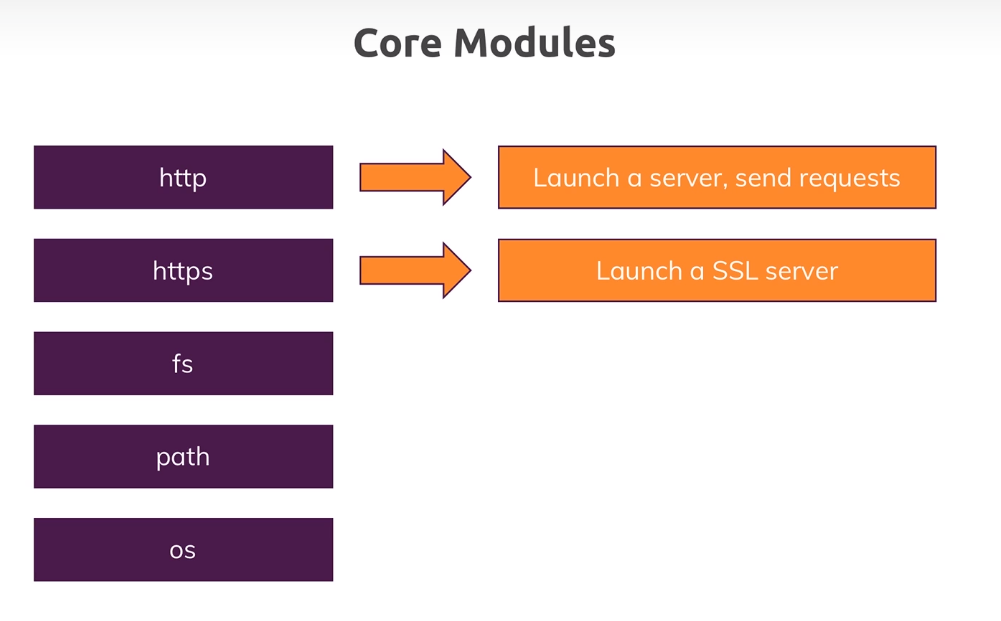 Core Modules
http
Launch a server, send requests
https
Launch a SSL server
fs
path
os